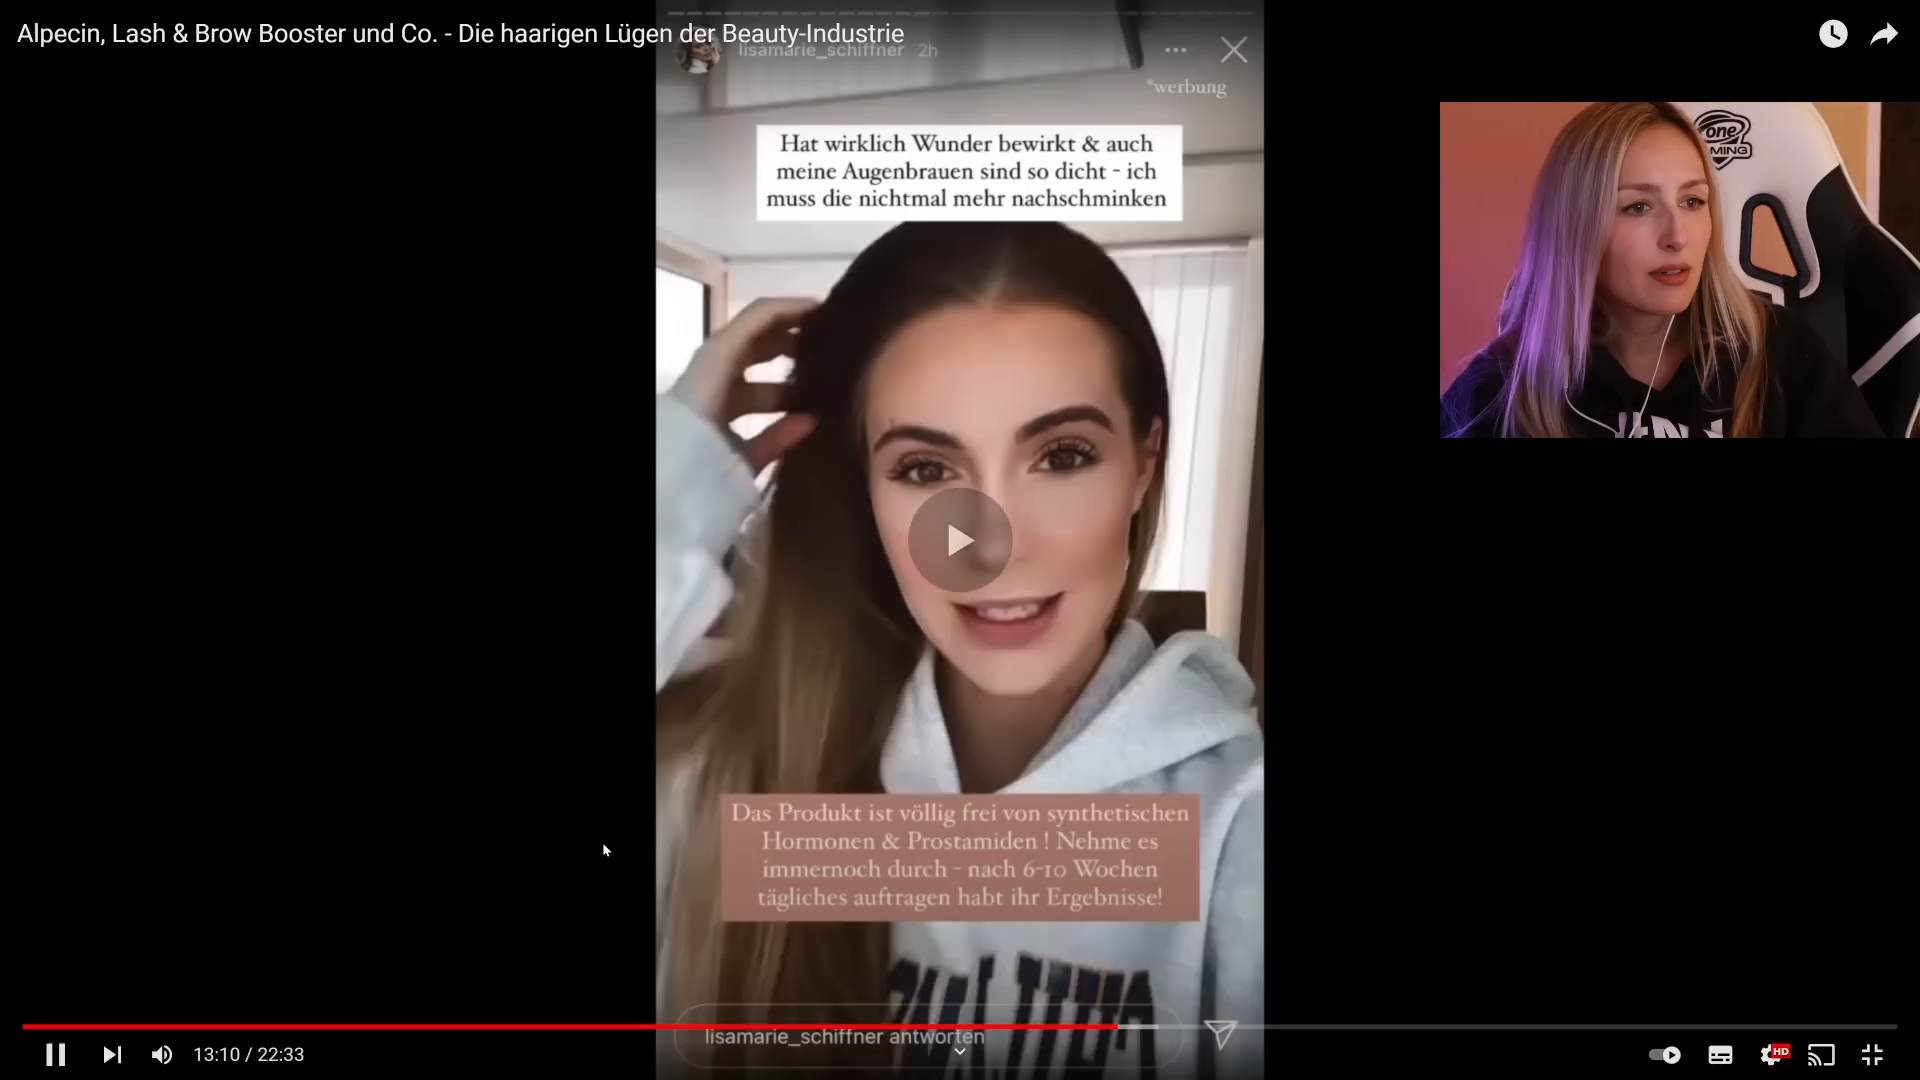 Alpecin, Lash & Brow Booster und Co. - Die haarigen Lügen der Beauty-Industrie
lisamarie_schiffner 2h
*werbung
Hat wirklich Wunder bewirkt & auch
meine Augenbrauen sind so dicht - ich
muss die nichtmal mehr nachschminken
one
MING
Das Produkt ist völlig frei von synthetischen
Hormonen & Prostamiden ! Nehme es
immernoch durch - nach 6-10 Wochen
tägliches auftragen habt ihr Ergebnisse!
lisamarie_schiffner antworten
13:10 / 22:33
HD